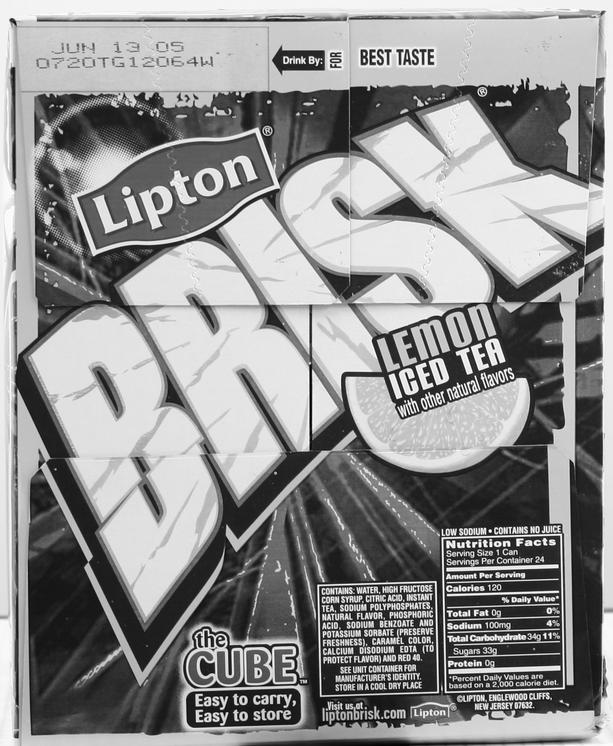 JUN 13 05
0720TG12064W
Drink By:
FOR
BEST TASTE
Lipton®
BRISK®
LEMON
ICED TEA
with other natural flavors
LOW SODIUM • CONTAINS NO JUICE
Nutrition Facts
Serving Size 1 Can
Servings Per Container 24
Amount Per Serving
Calories 120
% Daily Value*
Total Fat 0g 0%
Sodium 100mg 4%
Total Carbohydrate 34g 11%
Sugars 33g
Protein 0g
*Percent Daily Values are
based on a 2,000 calorie diet.
©LIPTON, ENGLEWOOD CLIFFS,
NEW JERSEY 07632.
CONTAINS: WATER, HIGH FRUCTOSE
CORN SYRUP, CITRIC ACID, INSTANT
TEA, SODIUM POLYPHOSPHATES,
NATURAL FLAVOR, PHOSPHORIC
ACID, SODIUM BENZOATE AND
POTASSIUM SORBATE (PRESERVE
FRESHNESS), CARAMEL COLOR,
CALCIUM DISODIUM EDTA (TO
PROTECT FLAVOR) AND RED 40.
SEE UNIT CONTAINER FOR
MANUFACTURER'S IDENTITY.
STORE IN A COOL DRY PLACE
the
CUBE™
Easy to carry,
Easy to store
Visit us at
liptonbrisk.com
Lipton®